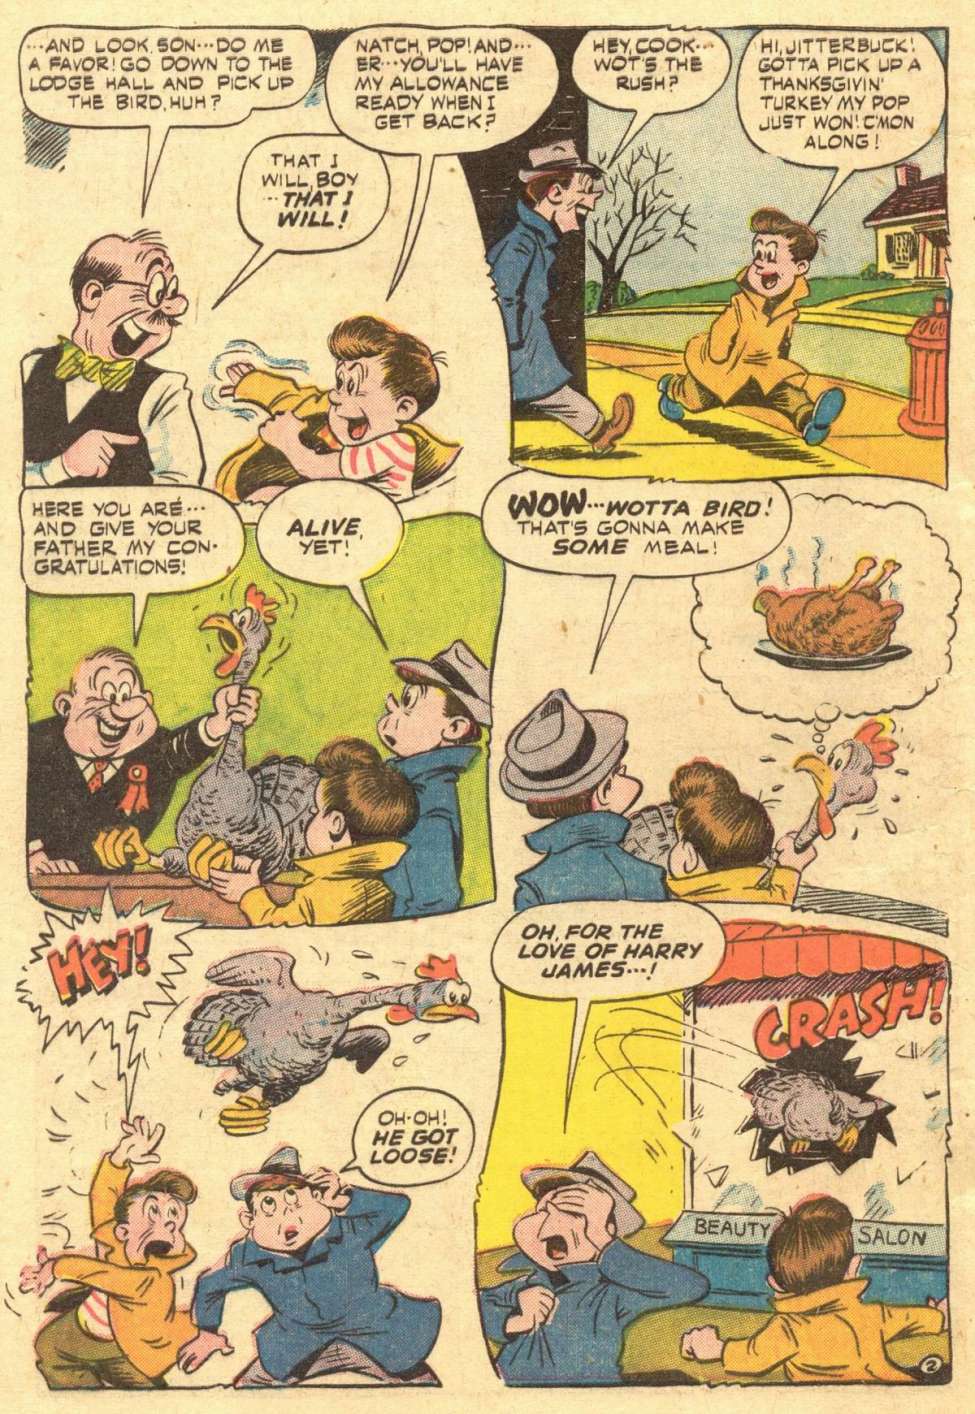 ···AND LOOK, SON···DO ME
A FAVOR! GO DOWN TO THE
LODGE HALL AND PICK UP
THE BIRD, HUH?
THAT I
WILL, BOY
···THAT I
WILL!
NATCH, POP! AND···
ER···YOU'LL HAVE
MY ALLOWANCE
READY WHEN I
GET BACK?
HEY, COOK···
WOT'S THE
RUSH?
HI, JITTERBUCK!
GOTTA PICK UP A
THANKSGIVIN'
TURKEY MY POP
JUST WON! C'MON
ALONG!
HERE YOU ARE···
AND GIVE YOUR
FATHER MY CON-
GRATULATIONS!
ALIVE,
YET!
WOW···WOTTA BIRD!
THAT'S GONNA MAKE
SOME MEAL!
HEY!
OH-OH!
HE GOT
LOOSE!
OH, FOR THE
LOVE OF HARRY
JAMES···!
CRASH!
BEAUTY SALON
2